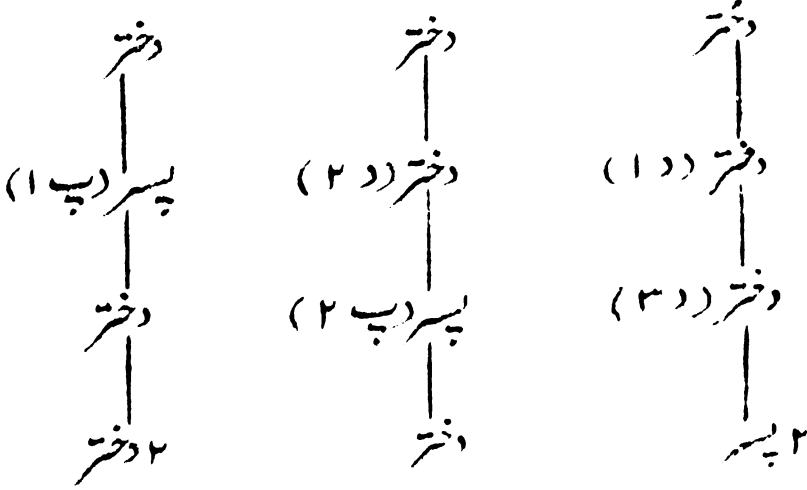 دختر دختر دختر
دختر (د ۱) دختر (د ۲) پسر (پ ۱)
دختر (د ۳) پسر (پ ۲) دختر
۲ پسر دختر ۲ دختر